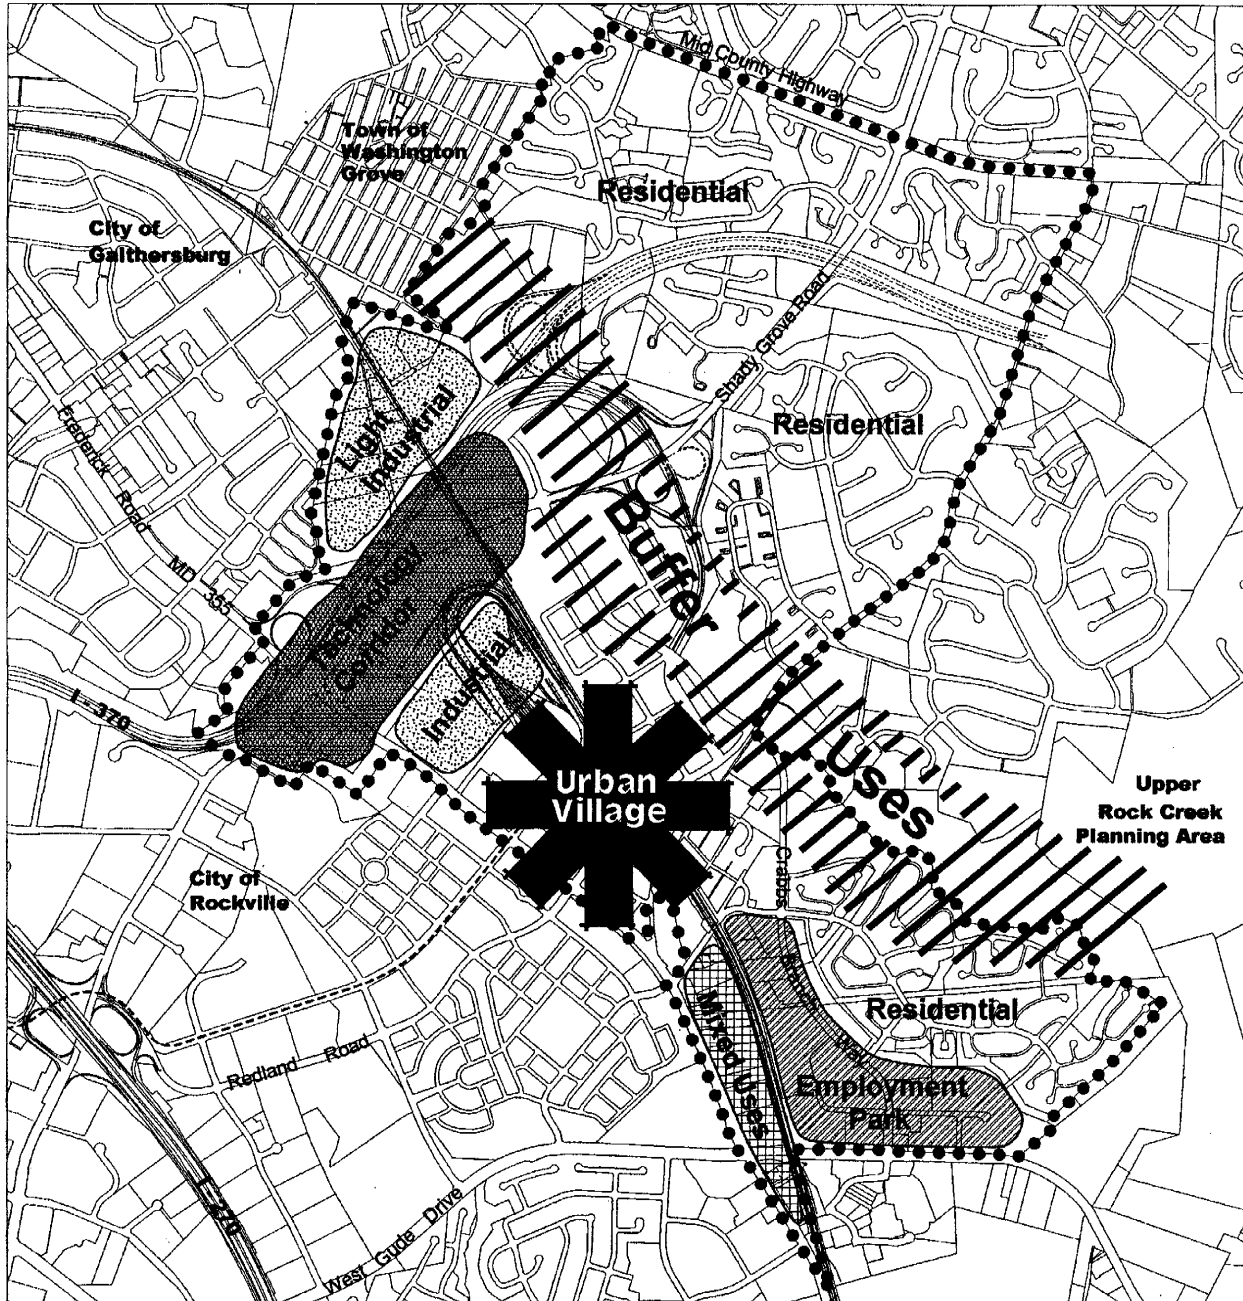 Mid County Highway
Town of
Washington
Grove
Residential
City of
Gaithersburg
Shady Grove Road
Light
Industrial
Residential
Frederick Road MD 355
Buffer
Technology
Corridor
Industrial
I - 370
Urban
Village
Uses
Upper
Rock Creek
Planning Area
City of
Rockville
Crabbs
Branch
Way
Residential
Mixed Uses
Redland Road
Employment
Park
I - 270
West Gude Drive